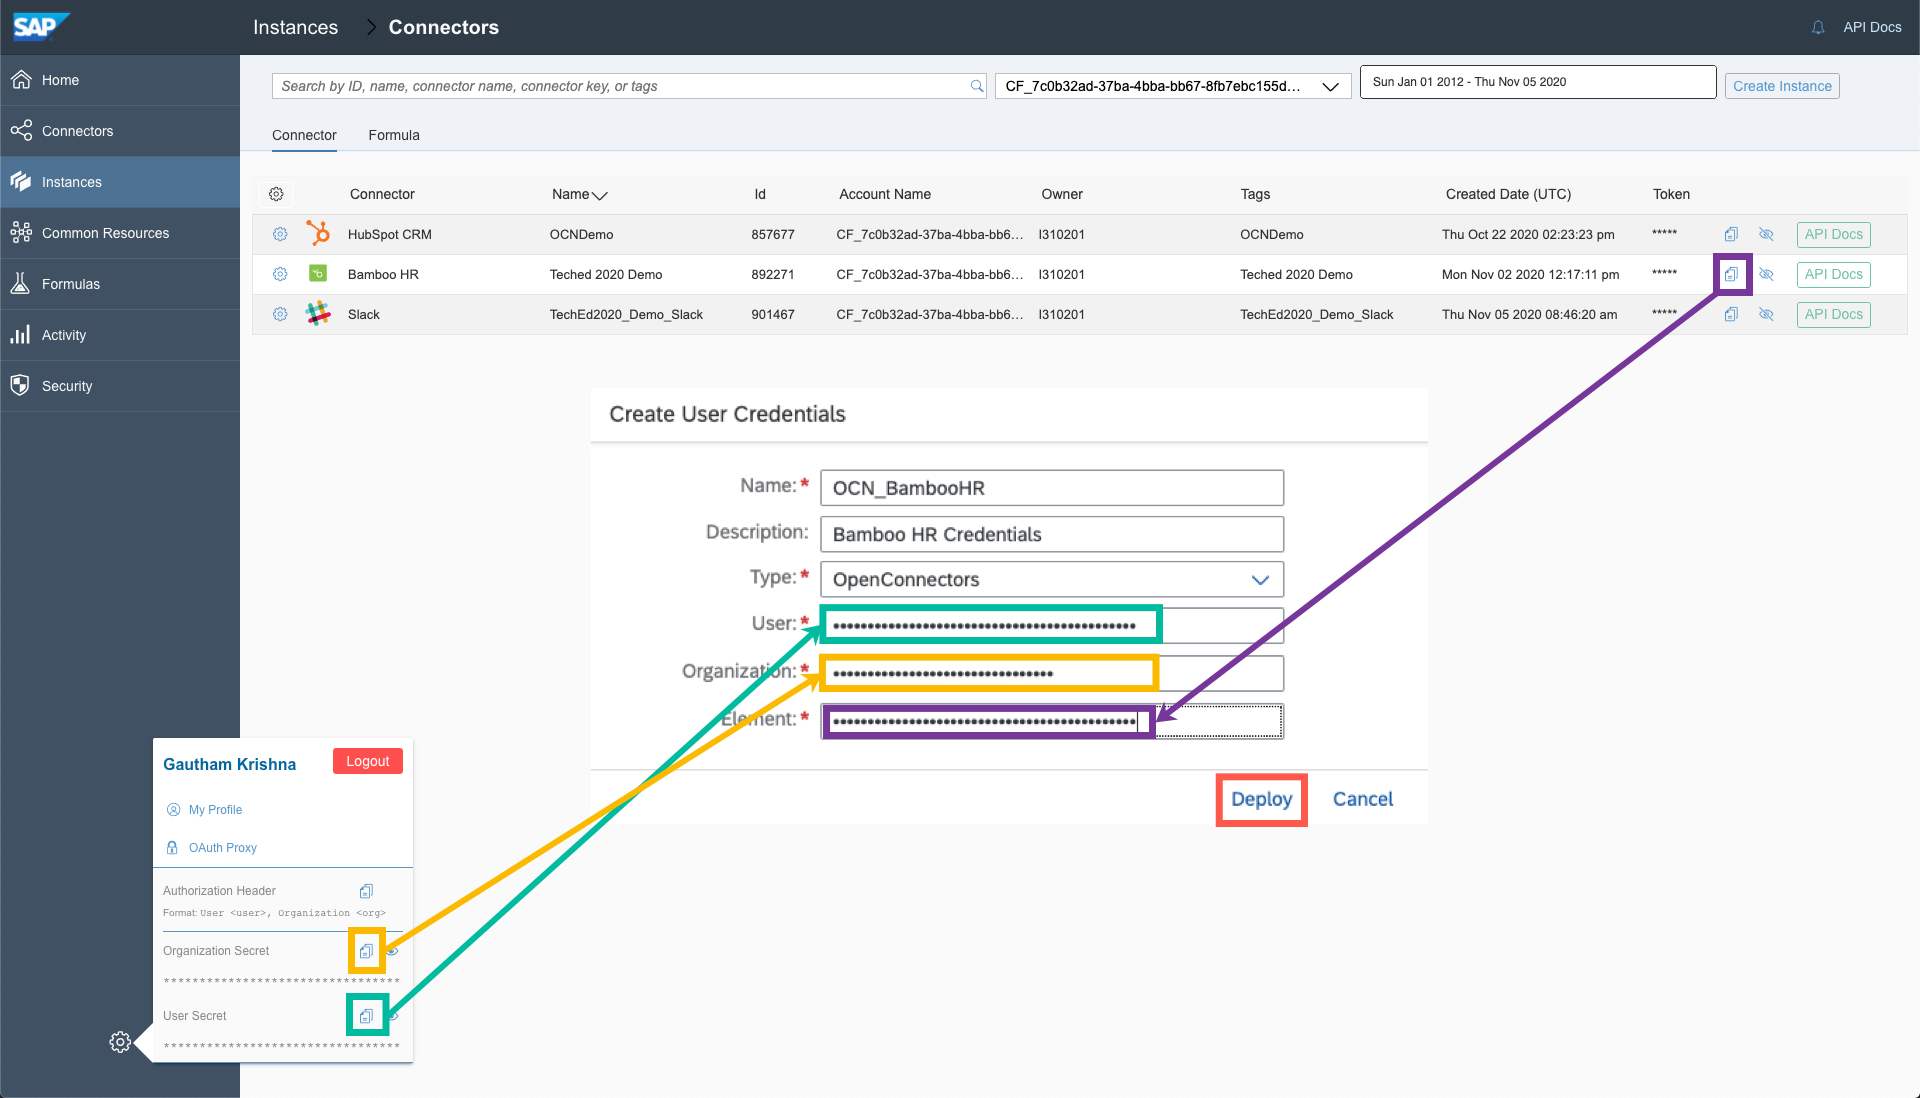 SAP
Instances > Connectors
API Docs
Home
Connectors
Instances
Common Resources
Formulas
Activity
Security
Search by ID, name, connector name, connector key, or tags
CF_7c0b32ad-37ba-4bba-bb67-8fb7ebc155d...
Sun Jan 01 2012 - Thu Nov 05 2020
Create Instance
Connector Formula
Connector Name Id Account Name Owner Tags Created Date (UTC) Token
HubSpot CRM OCNDemo 857677 CF_7c0b32ad-37ba-4bba-bb6... I310201 OCNDemo Thu Oct 22 2020 02:23:23 pm ***** API Docs
Bamboo HR Teched 2020 Demo 892271 CF_7c0b32ad-37ba-4bba-bb6... I310201 Teched 2020 Demo Mon Nov 02 2020 12:17:11 pm ***** API Docs
Slack TechEd2020_Demo_Slack 901467 CF_7c0b32ad-37ba-4bba-bb6... I310201 TechEd2020_Demo_Slack Thu Nov 05 2020 08:46:20 am ***** API Docs
Create User Credentials
Name:* OCN_BambooHR
Description: Bamboo HR Credentials
Type:* OpenConnectors
User:* ••••••••••••••••••••••••••••••••••••••••••••
Organization:* ••••••••••••••••••••••••••••••••
Element:* ••••••••••••••••••••••••••••••••••••••••••••
Deploy Cancel
Gautham Krishna Logout
My Profile
OAuth Proxy
Authorization Header
Format: User <user>, Organization <org>
Organization Secret
********************************
User Secret
********************************